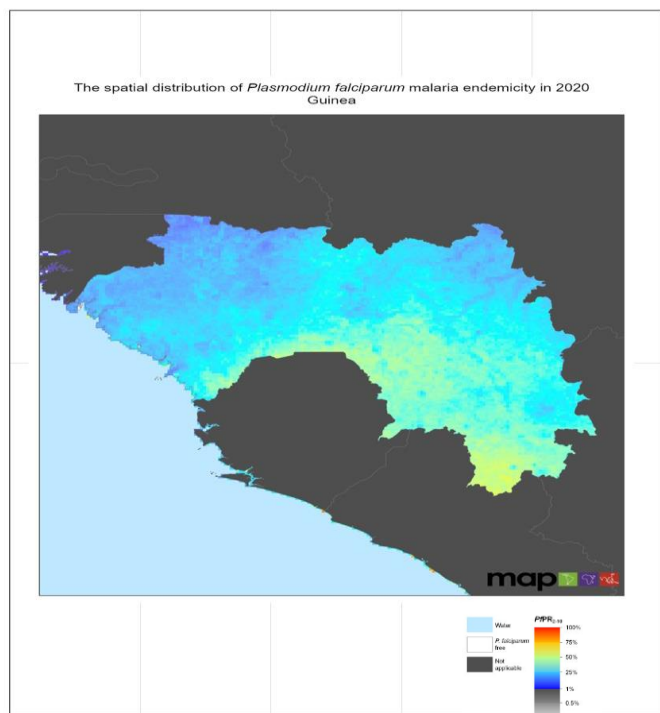 The spatial distribution of Plasmodium falciparum malaria endemicity in 2020
Guinea
map
Water
P. falciparum
free
Not
applicable
PfPR2-10
100%
75%
50%
25%
1%
0.5%